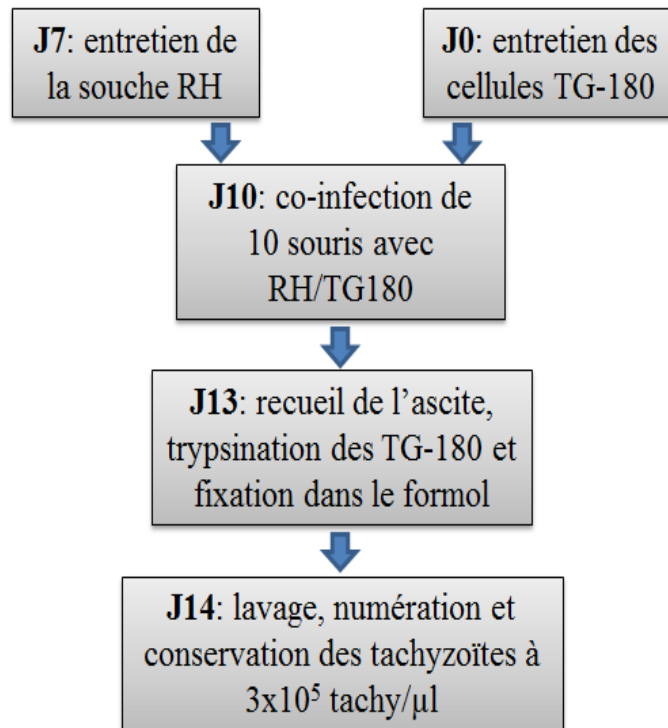 J7: entretien de
la souche RH
J0: entretien des
cellules TG-180
J10: co-infection de
10 souris avec
RH/TG180
J13: recueil de l’ascite,
trypsination des TG-180 et
fixation dans le formol
J14: lavage, numération et
conservation des tachyzoïtes à
3x10⁵ tachy/µl